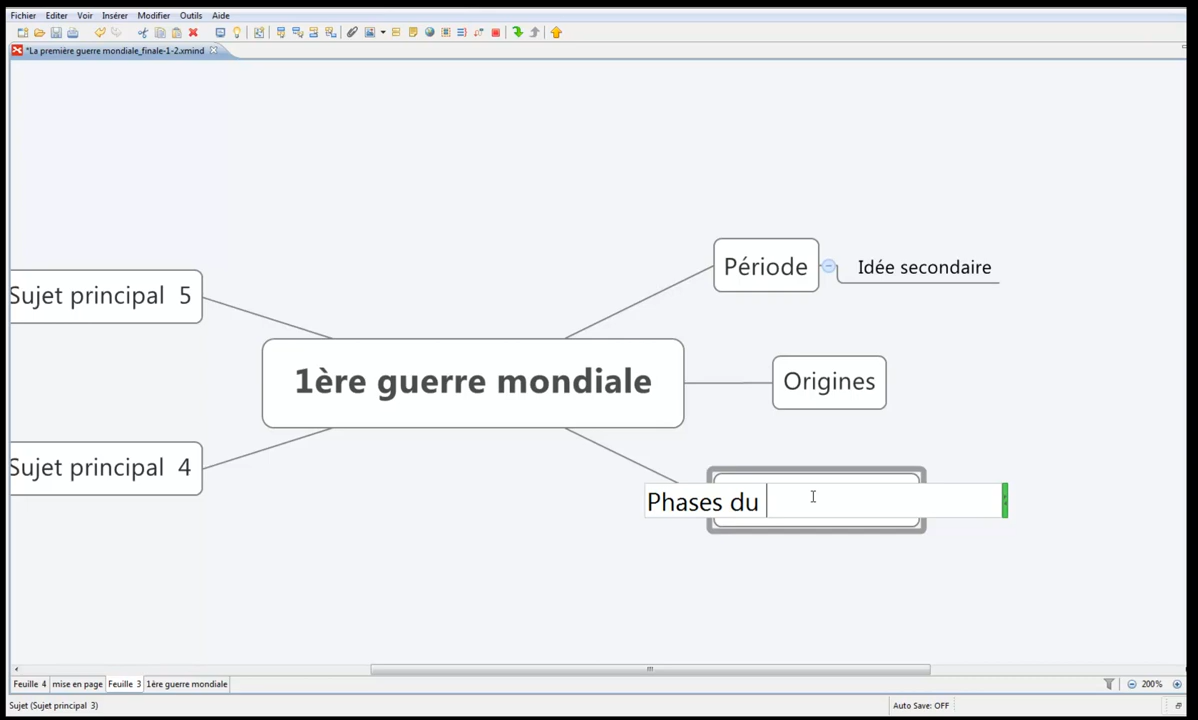 Fichier Editer Voir Insérer Modifier Outils Aide
*La première guerre mondiale_finale-1-2.xmind
Période
Idée secondaire
Sujet principal 5
1ère guerre mondiale
Origines
Sujet principal 4
Phases du
Feuille 4 mise en page Feuille 3 1ère guerre mondiale
200%
Sujet (Sujet principal 3)
Auto Save: OFF